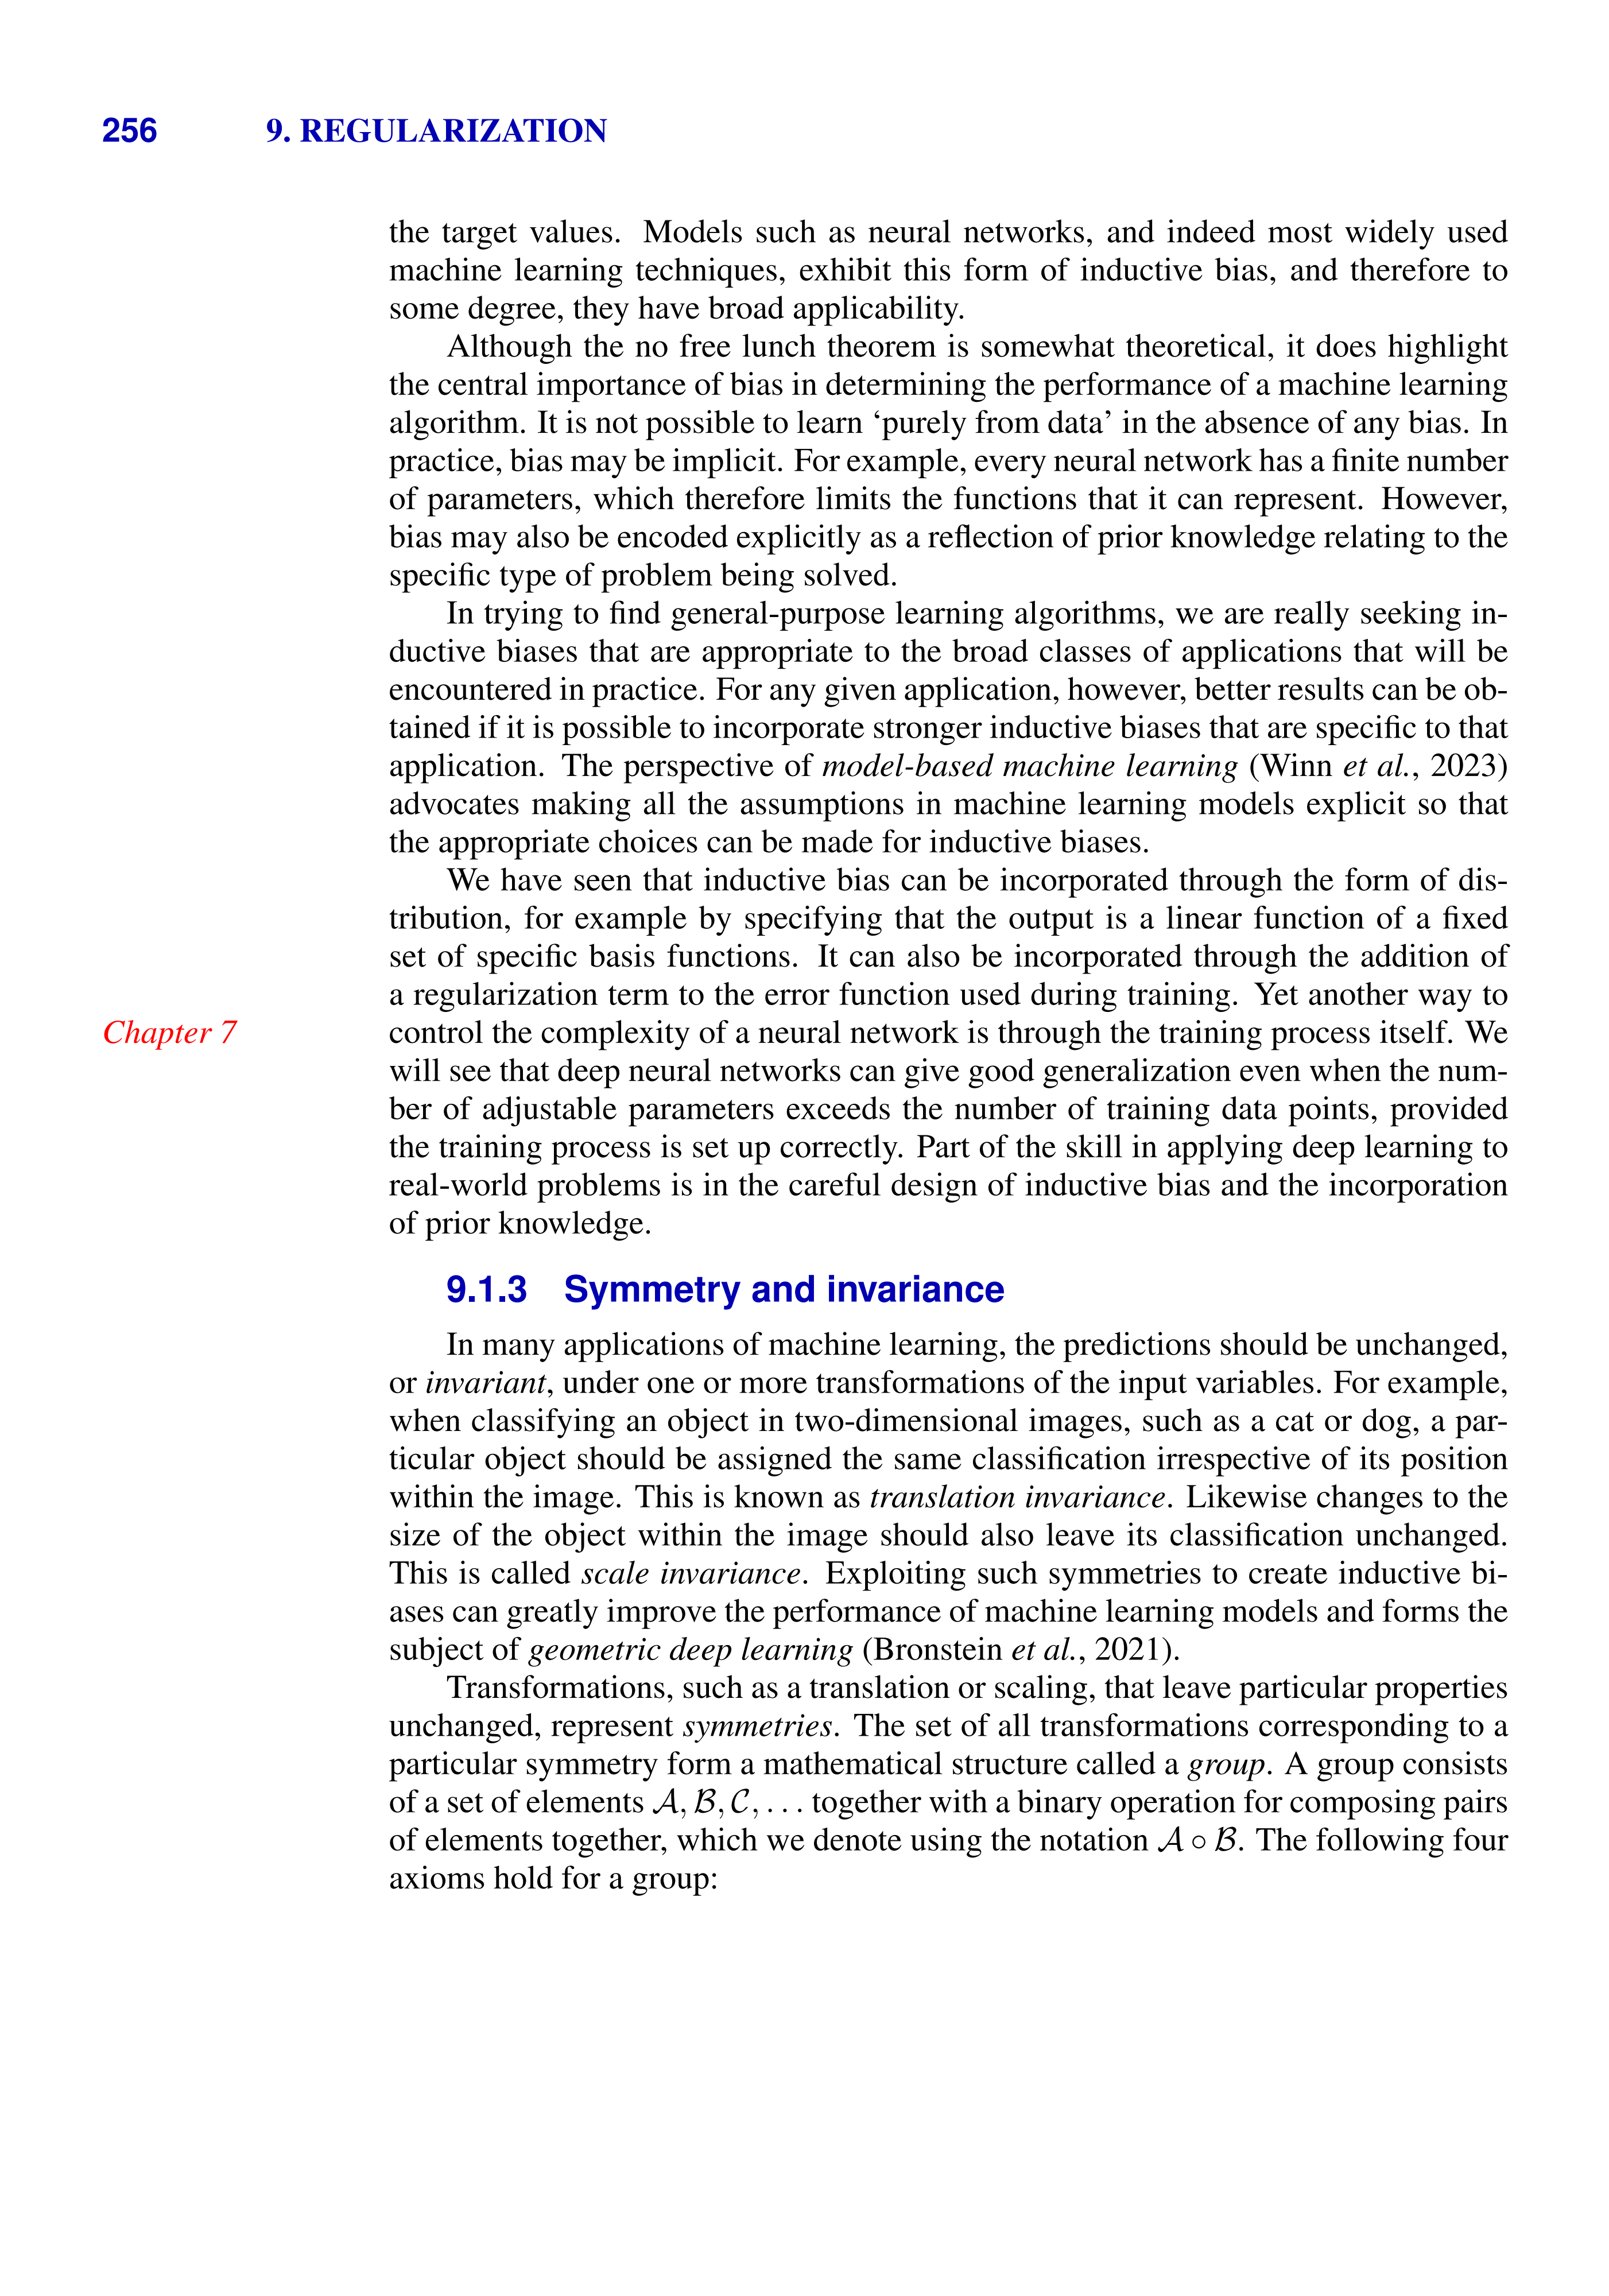 256 9. REGULARIZATION
the target values. Models such as neural networks, and indeed most widely used
machine learning techniques, exhibit this form of inductive bias, and therefore to
some degree, they have broad applicability.
Although the no free lunch theorem is somewhat theoretical, it does highlight
the central importance of bias in determining the performance of a machine learning
algorithm. It is not possible to learn ‘purely from data’ in the absence of any bias. In
practice, bias may be implicit. For example, every neural network has a finite number
of parameters, which therefore limits the functions that it can represent. However,
bias may also be encoded explicitly as a reflection of prior knowledge relating to the
specific type of problem being solved.
In trying to find general-purpose learning algorithms, we are really seeking in-
ductive biases that are appropriate to the broad classes of applications that will be
encountered in practice. For any given application, however, better results can be ob-
tained if it is possible to incorporate stronger inductive biases that are specific to that
application. The perspective of model-based machine learning (Winn et al., 2023)
advocates making all the assumptions in machine learning models explicit so that
the appropriate choices can be made for inductive biases.
We have seen that inductive bias can be incorporated through the form of dis-
tribution, for example by specifying that the output is a linear function of a fixed
set of specific basis functions. It can also be incorporated through the addition of
a regularization term to the error function used during training. Yet another way to
Chapter 7 control the complexity of a neural network is through the training process itself. We
will see that deep neural networks can give good generalization even when the num-
ber of adjustable parameters exceeds the number of training data points, provided
the training process is set up correctly. Part of the skill in applying deep learning to
real-world problems is in the careful design of inductive bias and the incorporation
of prior knowledge.
9.1.3 Symmetry and invariance
In many applications of machine learning, the predictions should be unchanged,
or invariant, under one or more transformations of the input variables. For example,
when classifying an object in two-dimensional images, such as a cat or dog, a par-
ticular object should be assigned the same classification irrespective of its position
within the image. This is known as translation invariance. Likewise changes to the
size of the object within the image should also leave its classification unchanged.
This is called scale invariance. Exploiting such symmetries to create inductive bi-
ases can greatly improve the performance of machine learning models and forms the
subject of geometric deep learning (Bronstein et al., 2021).
Transformations, such as a translation or scaling, that leave particular properties
unchanged, represent symmetries. The set of all transformations corresponding to a
particular symmetry form a mathematical structure called a group. A group consists
of a set of elements 𝒜, ℬ, 𝒞, . . . together with a binary operation for composing pairs
of elements together, which we denote using the notation 𝒜 ∘ ℬ. The following four
axioms hold for a group: